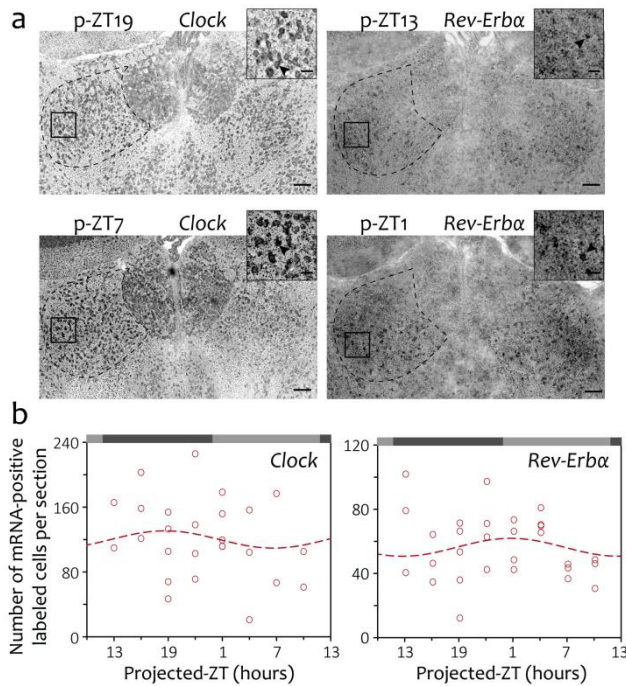 a
p-ZT19 Clock p-ZT13 Rev-Erbα
p-ZT7 Clock p-ZT1 Rev-Erbα
b
Number of mRNA-positive
labeled cells per section
240
160
80
0
Clock
13 19 1 7 13
Projected-ZT (hours)
120
80
40
0
Rev-Erbα
13 19 1 7 13
Projected-ZT (hours)